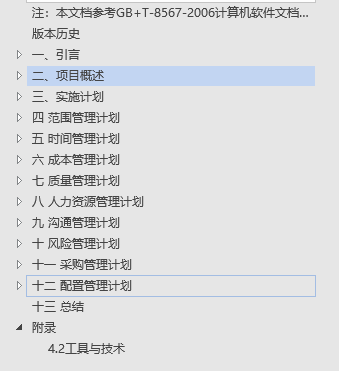 注：本文档参考GB+T-8567-2006计算机软件文档...
版本历史
一、引言
二、项目概述
三、实施计划
四 范围管理计划
五 时间管理计划
六 成本管理计划
七 质量管理计划
八 人力资源管理计划
九 沟通管理计划
十 风险管理计划
十一 采购管理计划
十二 配置管理计划
十三 总结
附录
4.2工具与技术